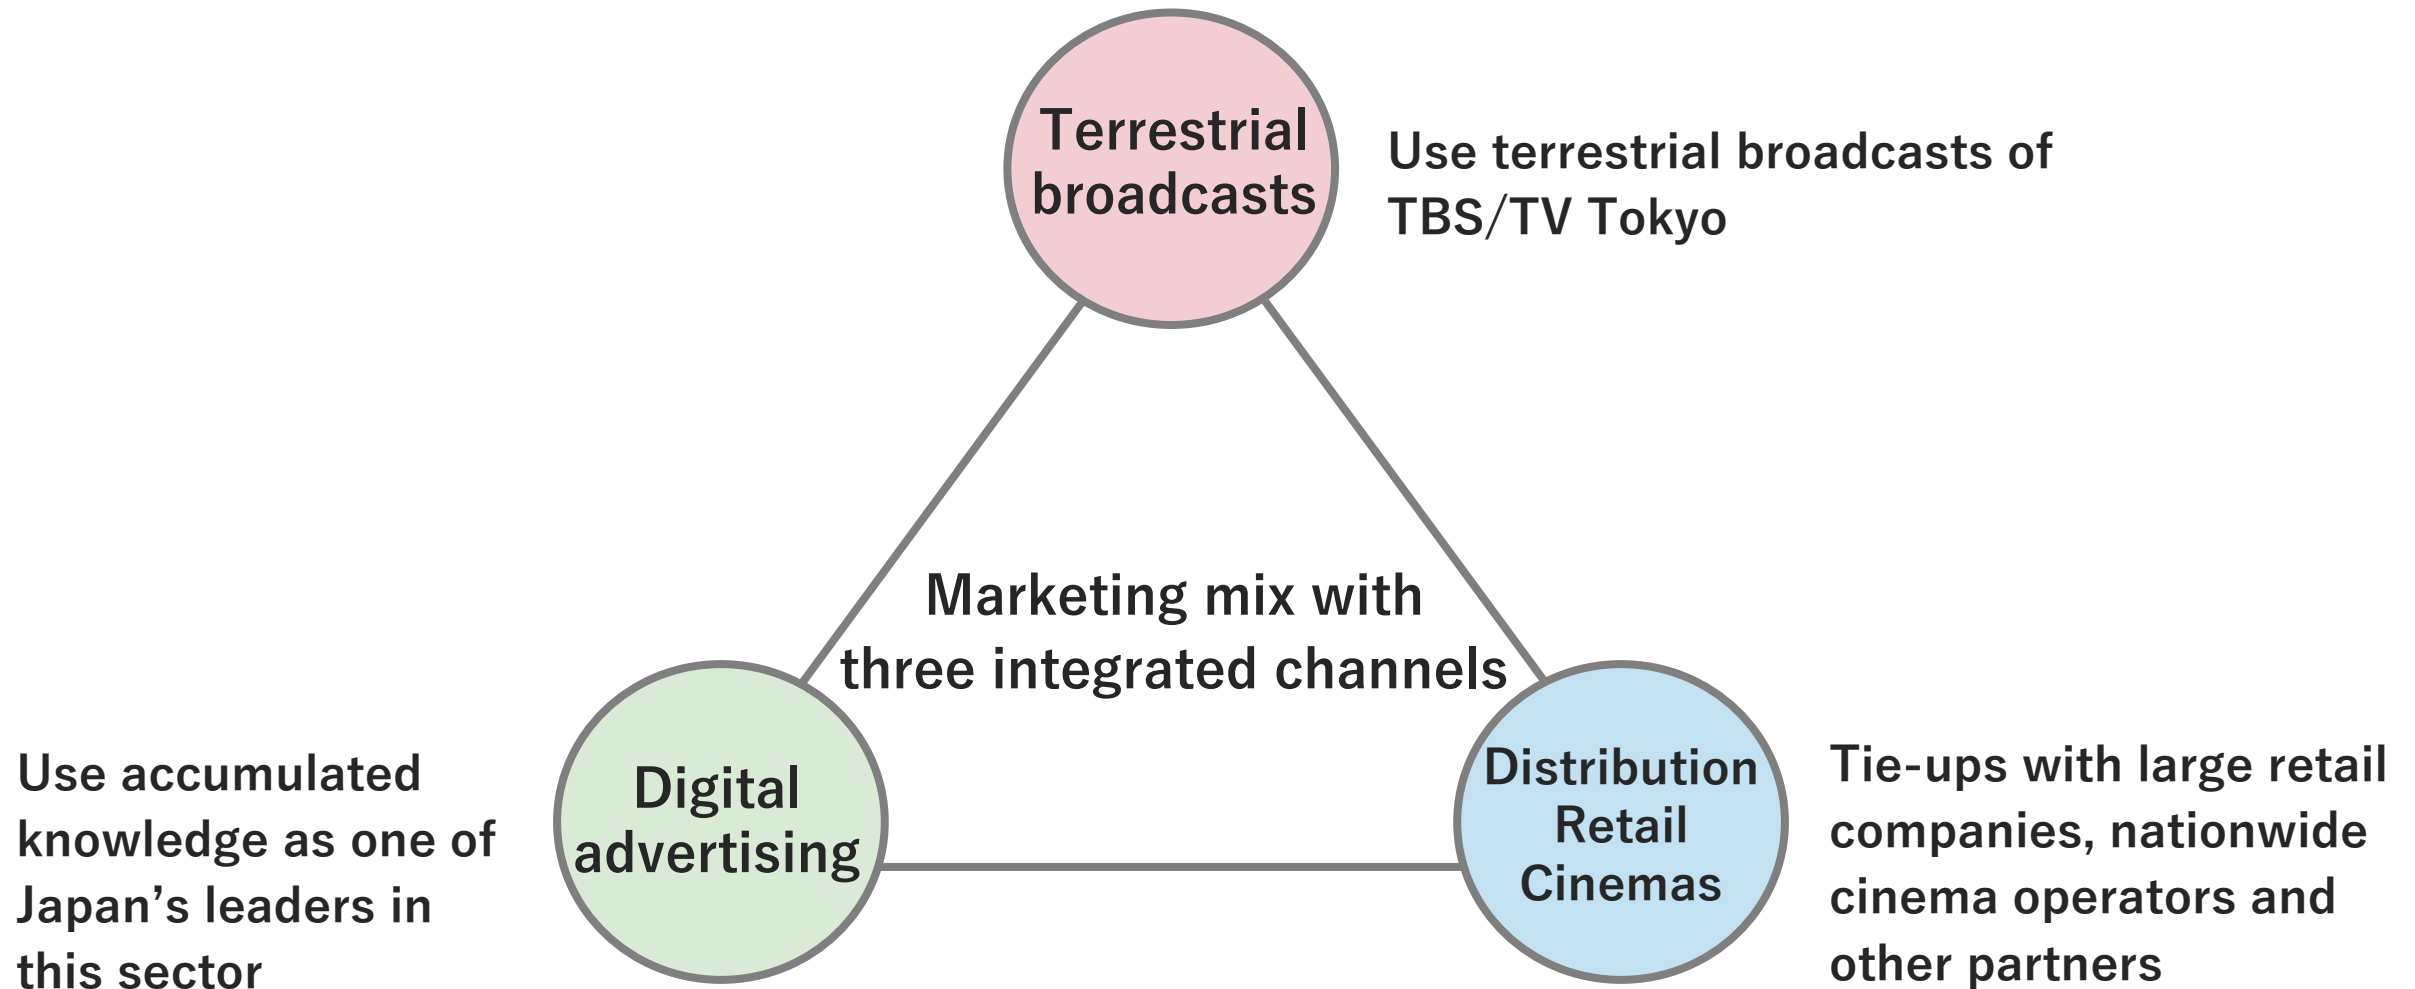 Terrestrial
broadcasts
Use terrestrial broadcasts of
TBS/TV Tokyo
Marketing mix with
three integrated channels
Use accumulated
knowledge as one of
Japan’s leaders in
this sector
Digital
advertising
Distribution
Retail
Cinemas
Tie-ups with large retail
companies, nationwide
cinema operators and
other partners